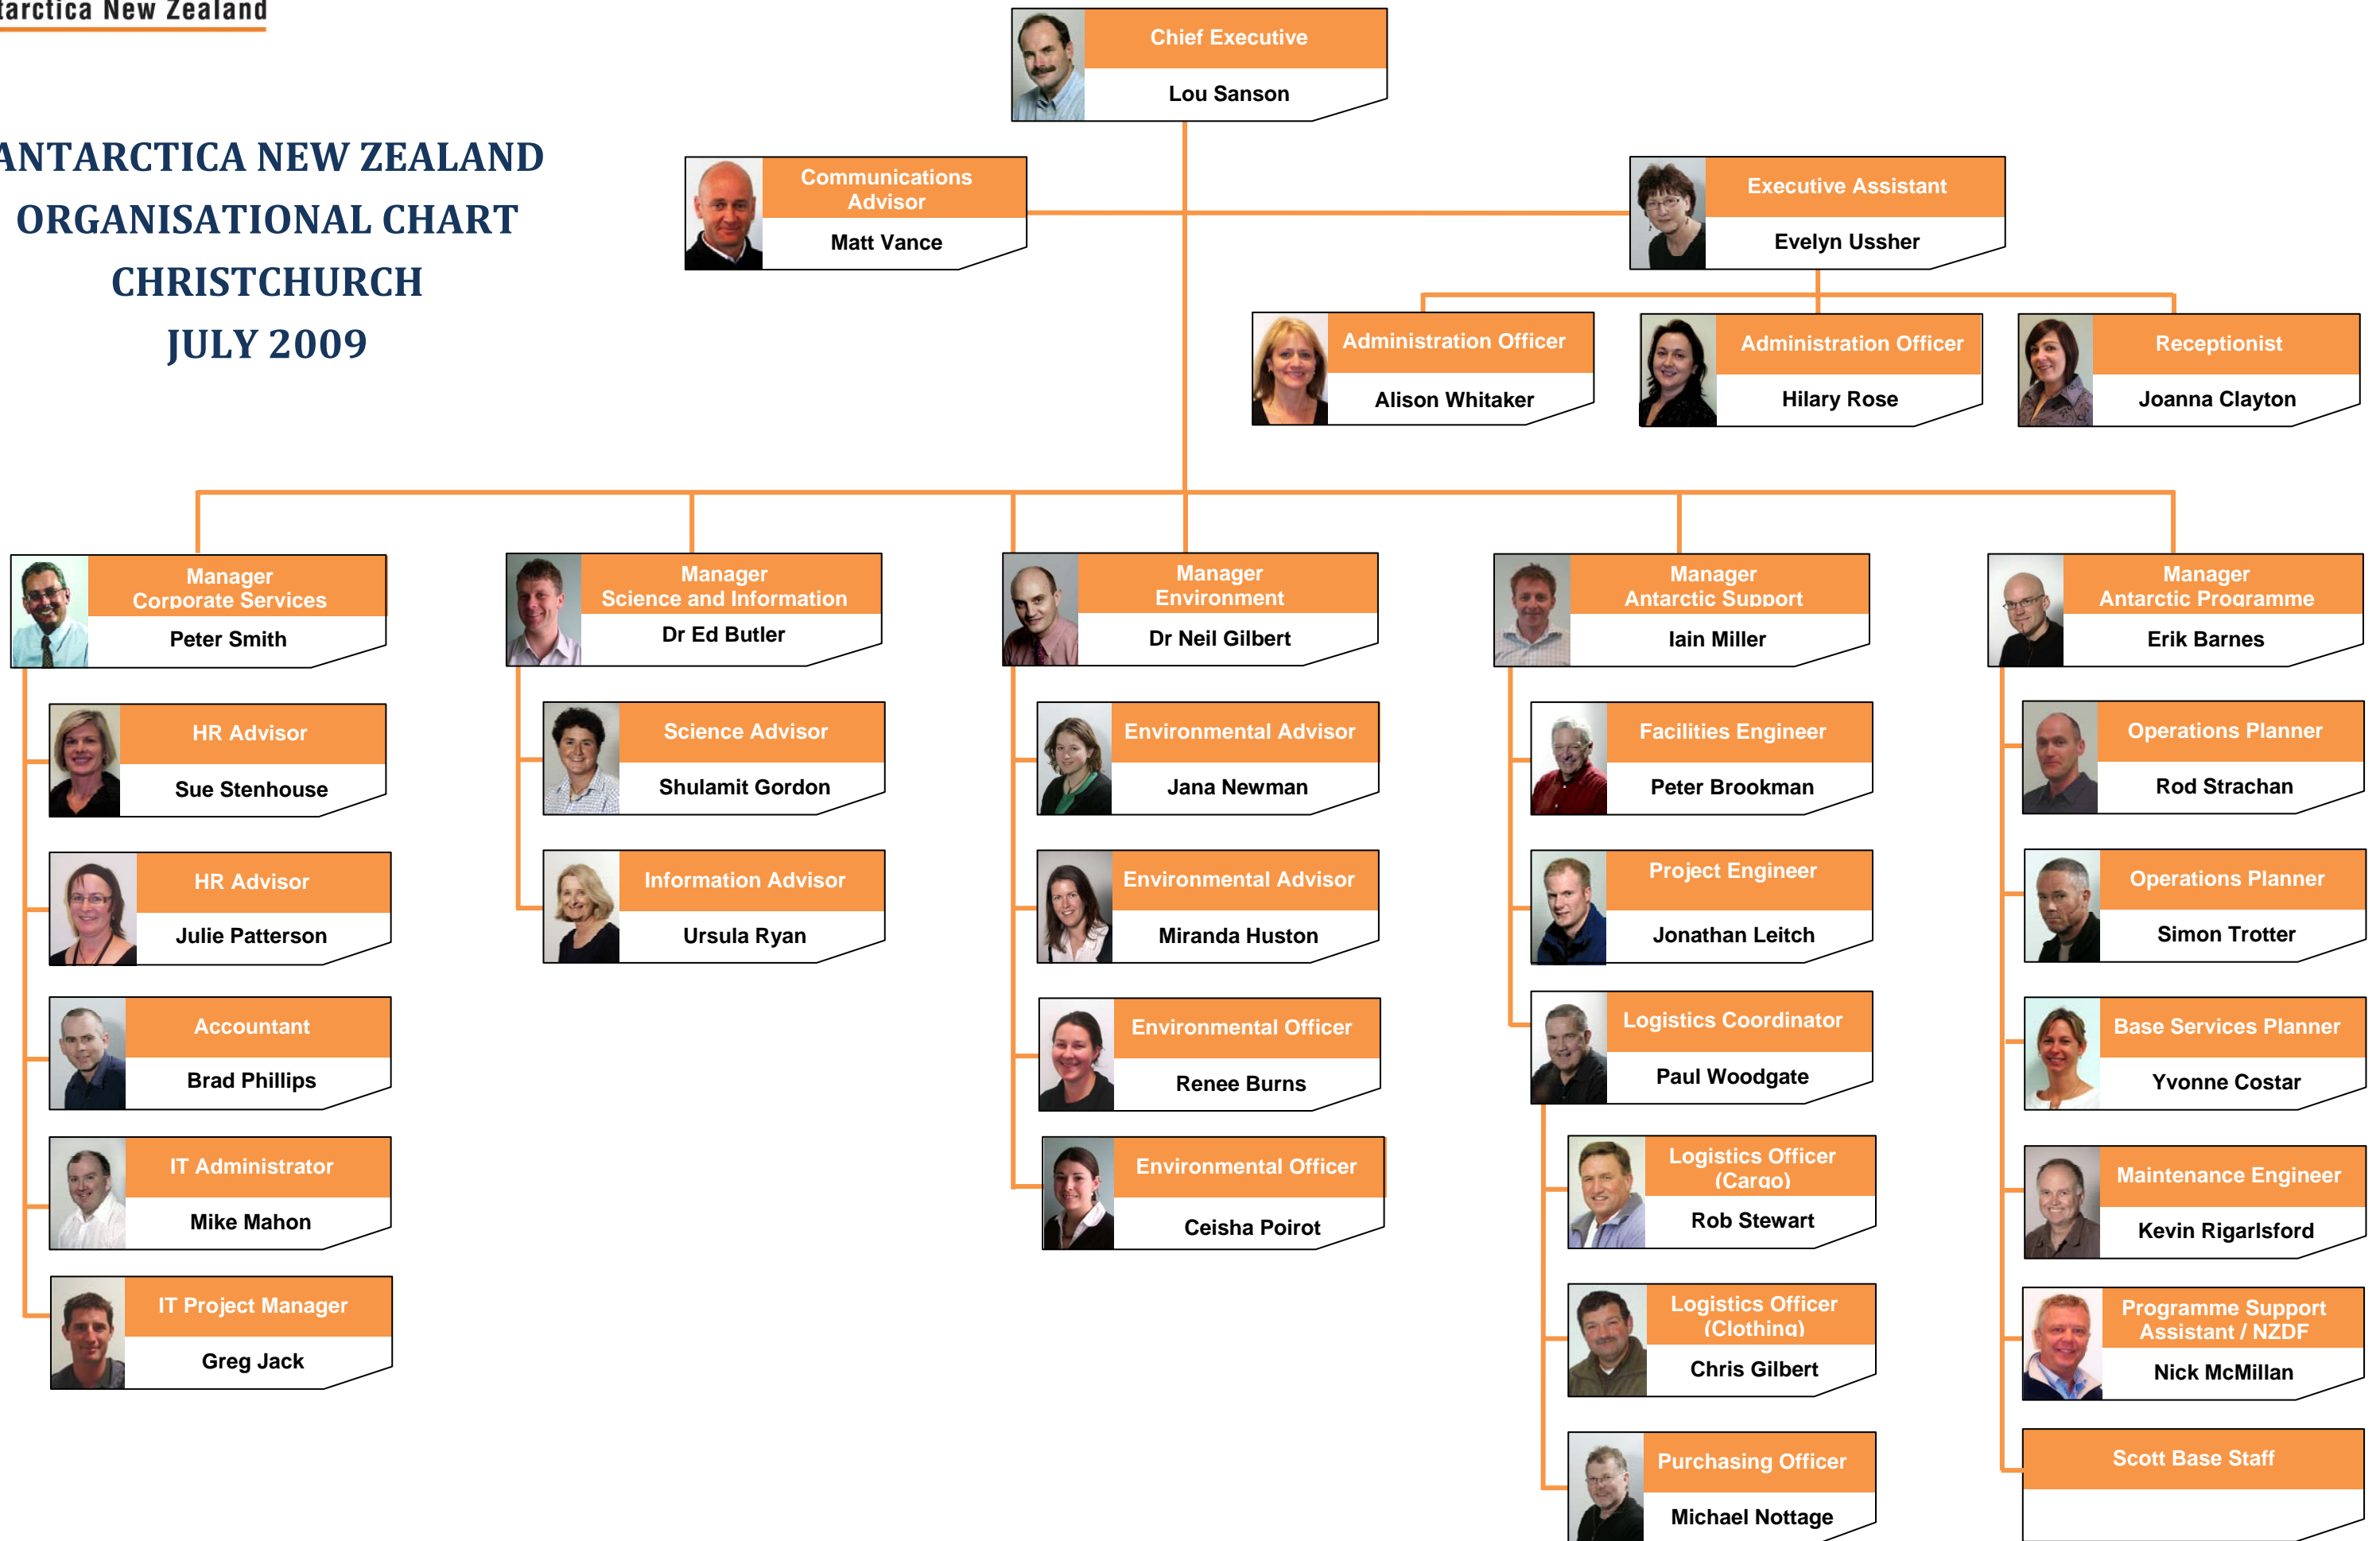 tarctica New Zealand
ANTARCTICA NEW ZEALAND
ORGANISATIONAL CHART
CHRISTCHURCH
JULY 2009
Chief Executive
Lou Sanson
Communications
Advisor
Matt Vance
Executive Assistant
Evelyn Ussher
Administration Officer
Alison Whitaker
Administration Officer
Hilary Rose
Receptionist
Joanna Clayton
Manager
Corporate Services
Peter Smith
HR Advisor
Sue Stenhouse
HR Advisor
Julie Patterson
Accountant
Brad Phillips
IT Administrator
Mike Mahon
IT Project Manager
Greg Jack
Manager
Science and Information
Dr Ed Butler
Science Advisor
Shulamit Gordon
Information Advisor
Ursula Ryan
Manager
Environment
Dr Neil Gilbert
Environmental Advisor
Jana Newman
Environmental Advisor
Miranda Huston
Environmental Officer
Renee Burns
Environmental Officer
Ceisha Poirot
Manager
Antarctic Support
Iain Miller
Facilities Engineer
Peter Brookman
Project Engineer
Jonathan Leitch
Logistics Coordinator
Paul Woodgate
Logistics Officer
(Cargo)
Rob Stewart
Logistics Officer
(Clothing)
Chris Gilbert
Purchasing Officer
Michael Nottage
Manager
Antarctic Programme
Erik Barnes
Operations Planner
Rod Strachan
Operations Planner
Simon Trotter
Base Services Planner
Yvonne Costar
Maintenance Engineer
Kevin Rigarlsford
Programme Support
Assistant / NZDF
Nick McMillan
Scott Base Staff